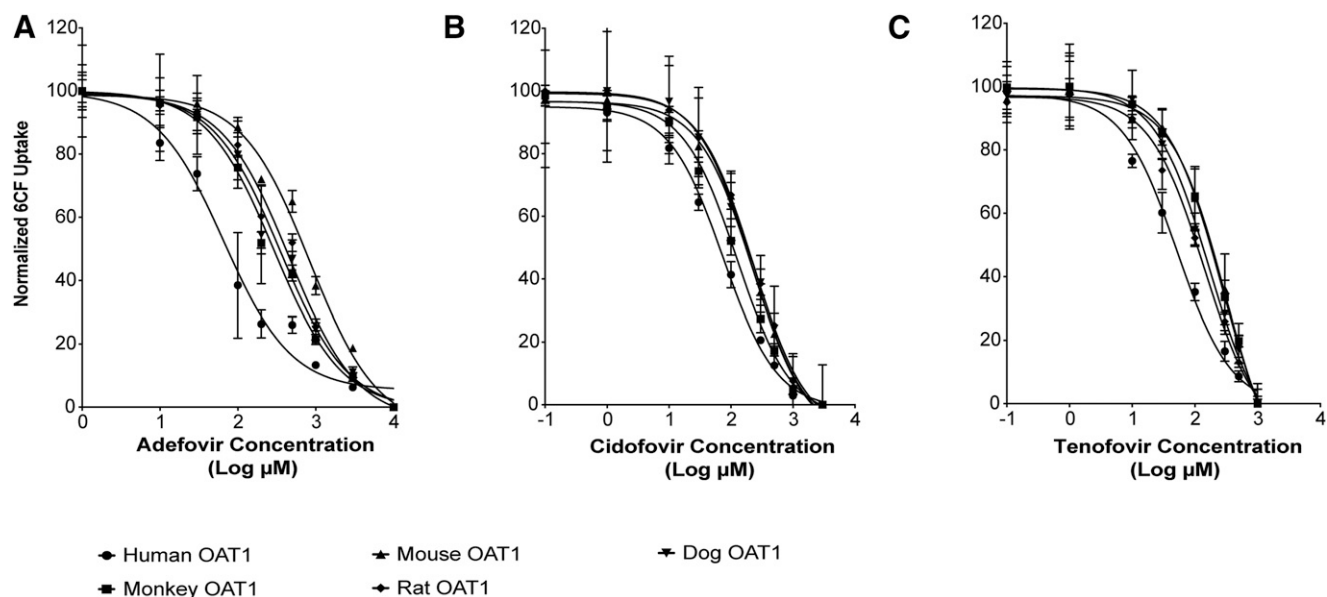 A
B
C
Normalized 6CF Uptake
120
100
80
60
40
20
0
0 1 2 3 4
Adefovir Concentration
(Log µM)
120
100
80
60
40
20
0
-1 0 1 2 3 4
Cidofovir Concentration
(Log µM)
120
100
80
60
40
20
0
-1 0 1 2 3 4
Tenofovir Concentration
(Log µM)
Human OAT1 Mouse OAT1 Dog OAT1
Monkey OAT1 Rat OAT1